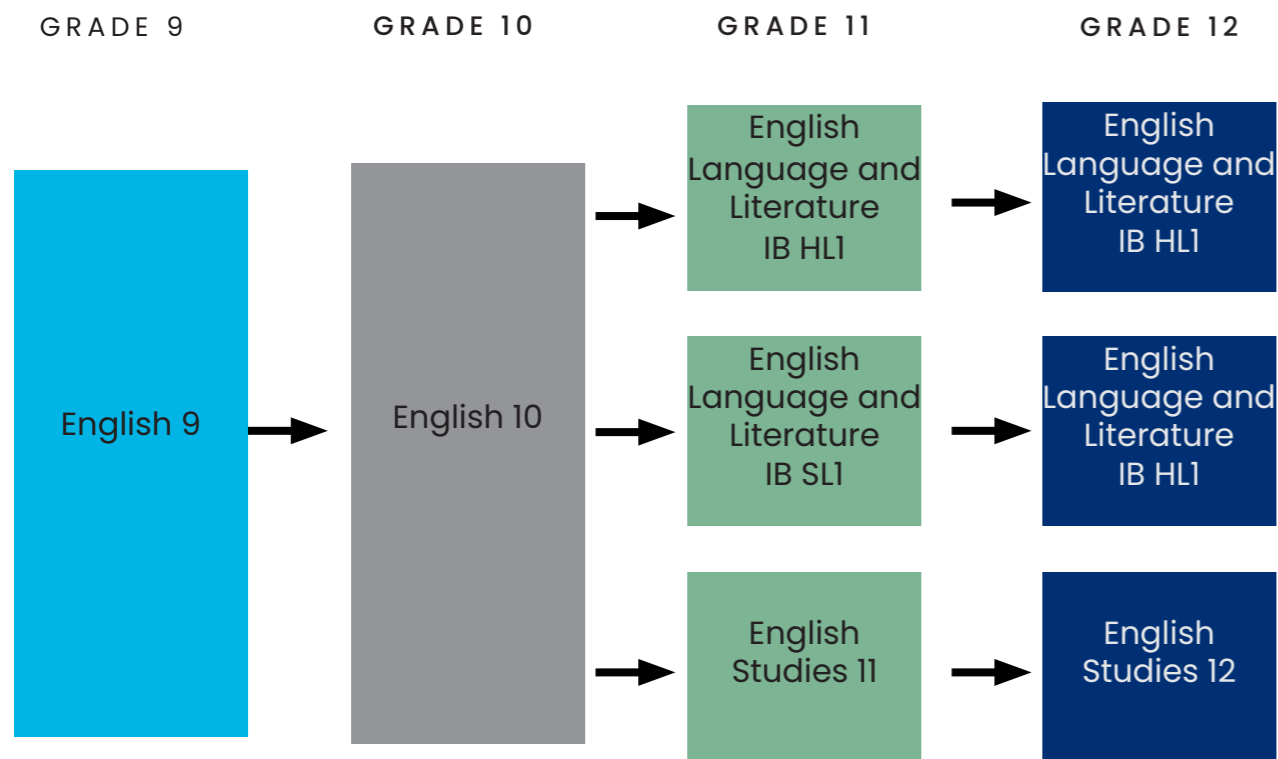 GRADE 9
GRADE 10
GRADE 11
GRADE 12
English 9
English 10
English
Language and
Literature
IB HL1
English
Language and
Literature
IB HL1
English
Language and
Literature
IB SL1
English
Language and
Literature
IB HL1
English
Studies 11
English
Studies 12